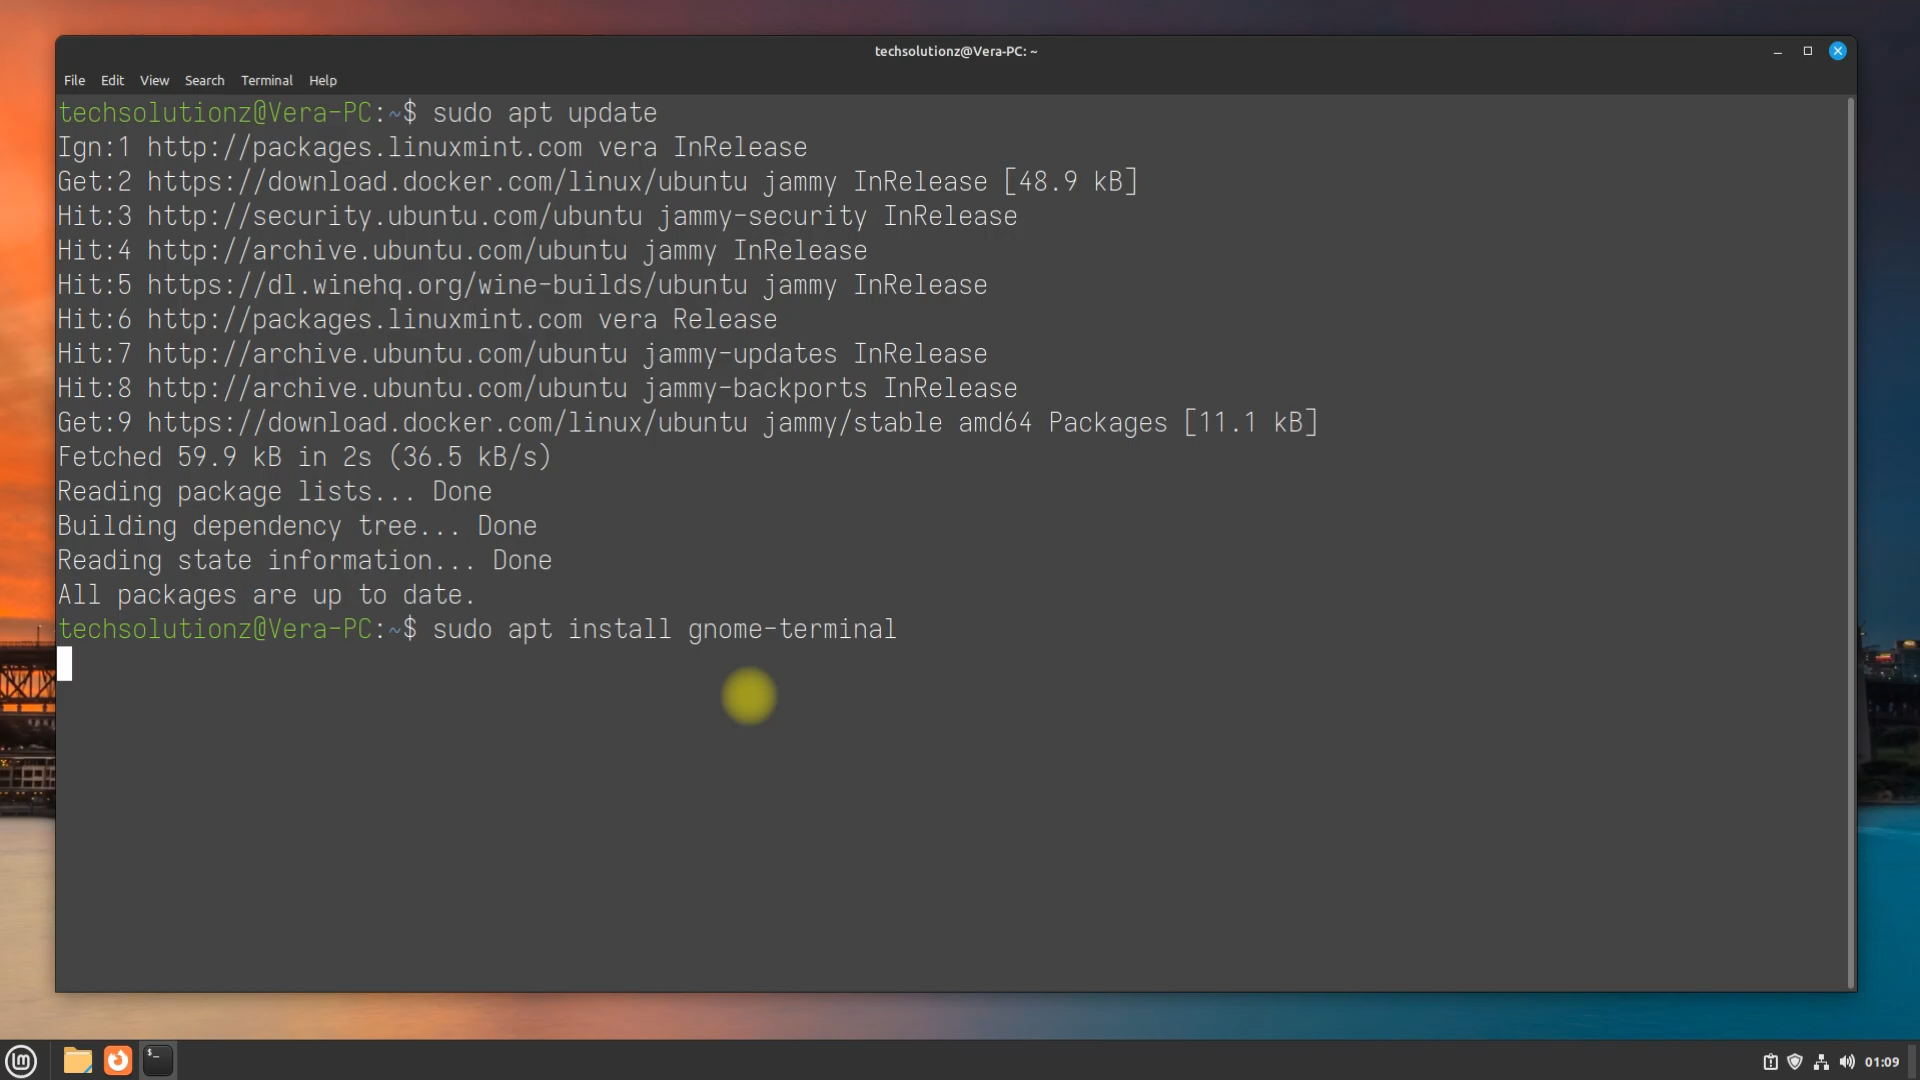 techsolutionz@Vera-PC: ~
File Edit View Search Terminal Help
techsolutionz@Vera-PC:~$ sudo apt update
Ign:1 http://packages.linuxmint.com vera InRelease
Get:2 https://download.docker.com/linux/ubuntu jammy InRelease [48.9 kB]
Hit:3 http://security.ubuntu.com/ubuntu jammy-security InRelease
Hit:4 http://archive.ubuntu.com/ubuntu jammy InRelease
Hit:5 https://dl.winehq.org/wine-builds/ubuntu jammy InRelease
Hit:6 http://packages.linuxmint.com vera Release
Hit:7 http://archive.ubuntu.com/ubuntu jammy-updates InRelease
Hit:8 http://archive.ubuntu.com/ubuntu jammy-backports InRelease
Get:9 https://download.docker.com/linux/ubuntu jammy/stable amd64 Packages [11.1 kB]
Fetched 59.9 kB in 2s (36.5 kB/s)
Reading package lists... Done
Building dependency tree... Done
Reading state information... Done
All packages are up to date.
techsolutionz@Vera-PC:~$ sudo apt install gnome-terminal
01:09